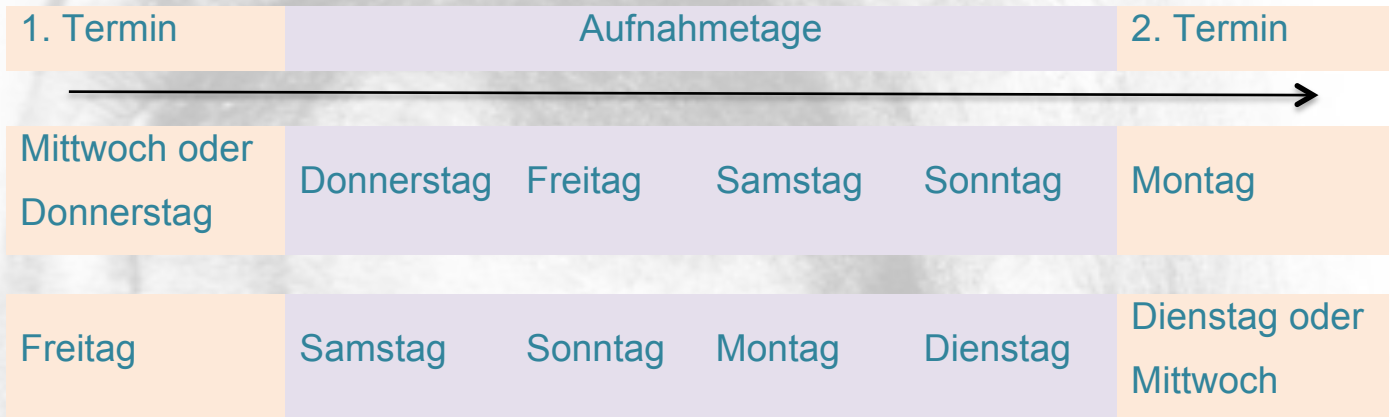 1. Termin Aufnahmetage 2. Termin
Mittwoch oder
Donnerstag Donnerstag Freitag Samstag Sonntag Montag
Freitag Samstag Sonntag Montag Dienstag Dienstag oder
Mittwoch